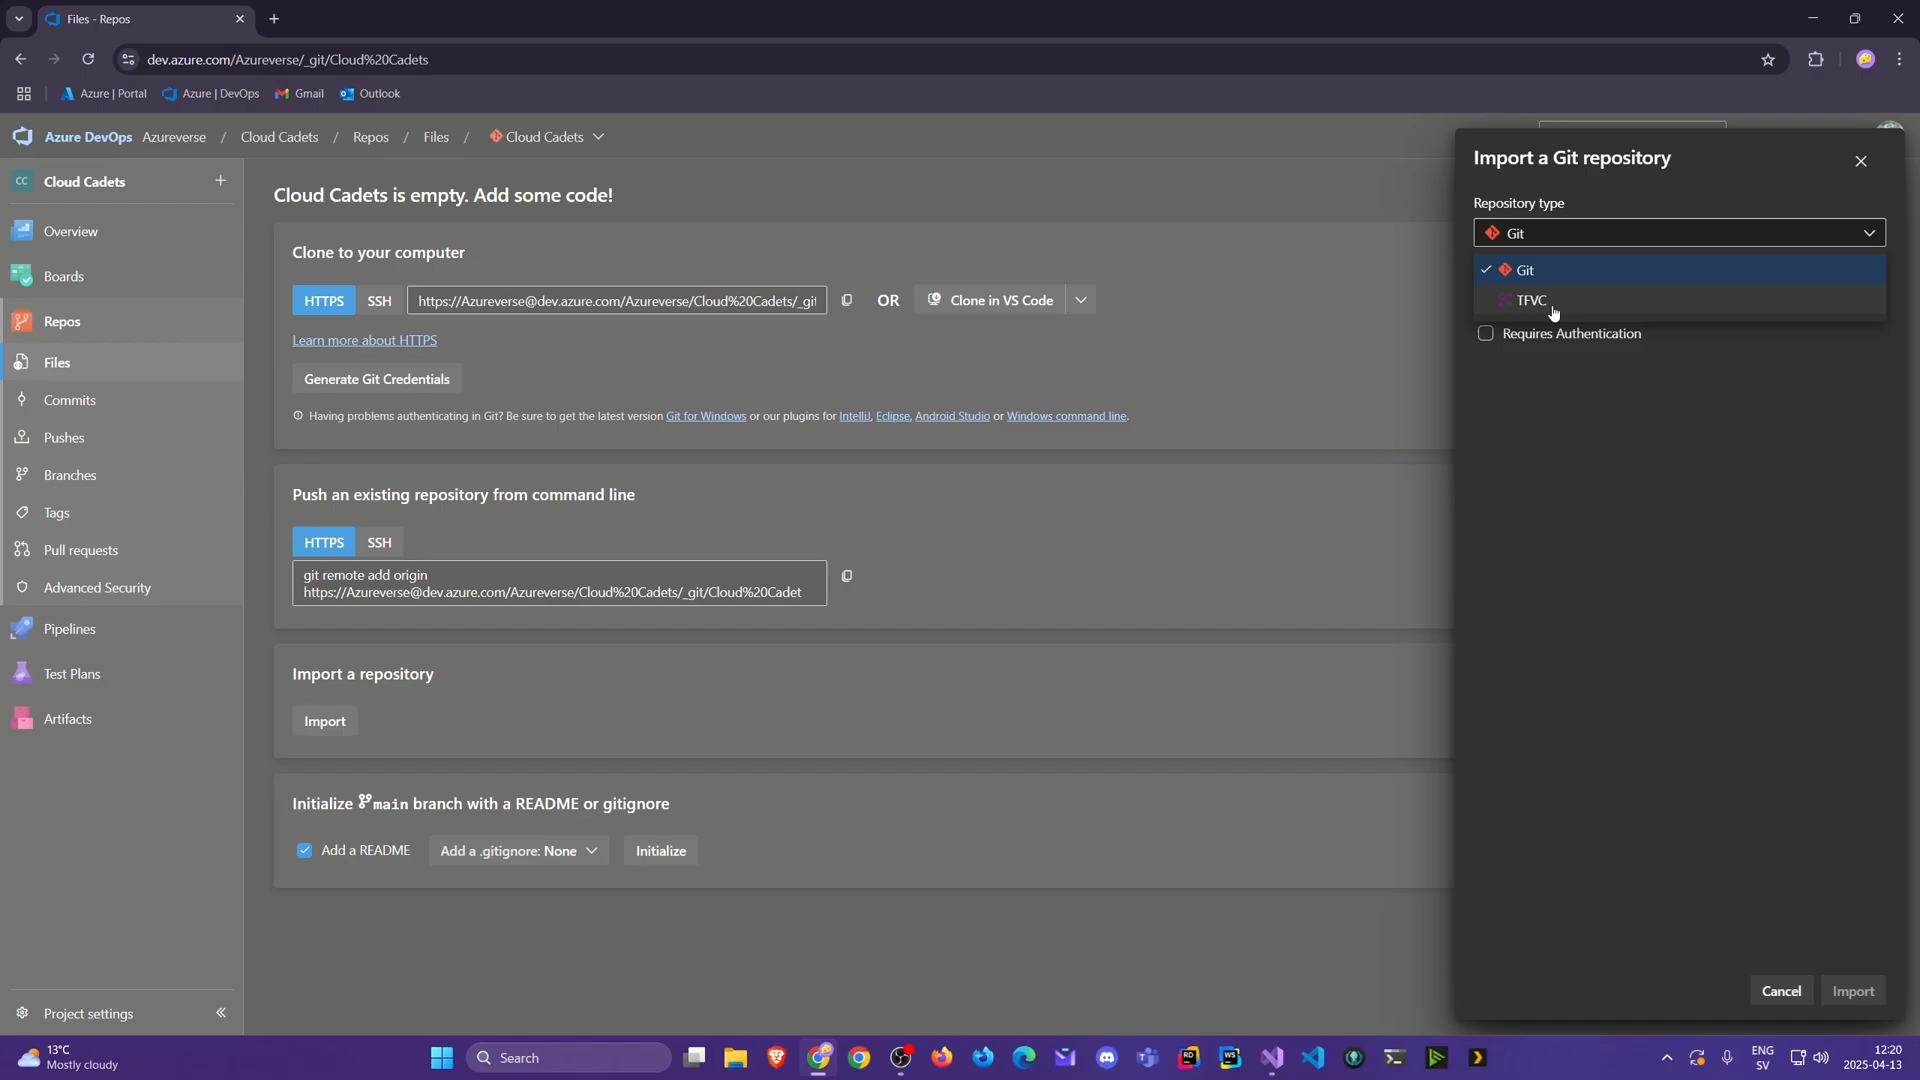 Files - Repos
dev.azure.com/Azureverse/_git/Cloud%20Cadets
Azure | Portal
Azure | DevOps
Gmail
Outlook
Azure DevOps Azureverse / Cloud Cadets / Repos / Files / Cloud Cadets
CC Cloud Cadets
Overview
Boards
Repos
Files
Commits
Pushes
Branches
Tags
Pull requests
Advanced Security
Pipelines
Test Plans
Artifacts
Project settings
Cloud Cadets is empty. Add some code!
Clone to your computer
HTTPS SSH https://Azureverse@dev.azure.com/Azureverse/Cloud%20Cadets/_gi OR Clone in VS Code
Learn more about HTTPS
Generate Git Credentials
Having problems authenticating in Git? Be sure to get the latest version Git for Windows or our plugins for IntelliJ, Eclipse, Android Studio or Windows command line.
Push an existing repository from command line
HTTPS SSH
git remote add origin
https://Azureverse@dev.azure.com/Azureverse/Cloud%20Cadets/_git/Cloud%20Cadet
Import a repository
Import
Initialize main branch with a README or gitignore
Add a README Add a .gitignore: None Initialize
Import a Git repository
Repository type
Git
Git
TFVC
Requires Authentication
Cancel Import
13°C
Mostly cloudy
Search
RD
WS
ENG
SV
12:20
2025-04-13